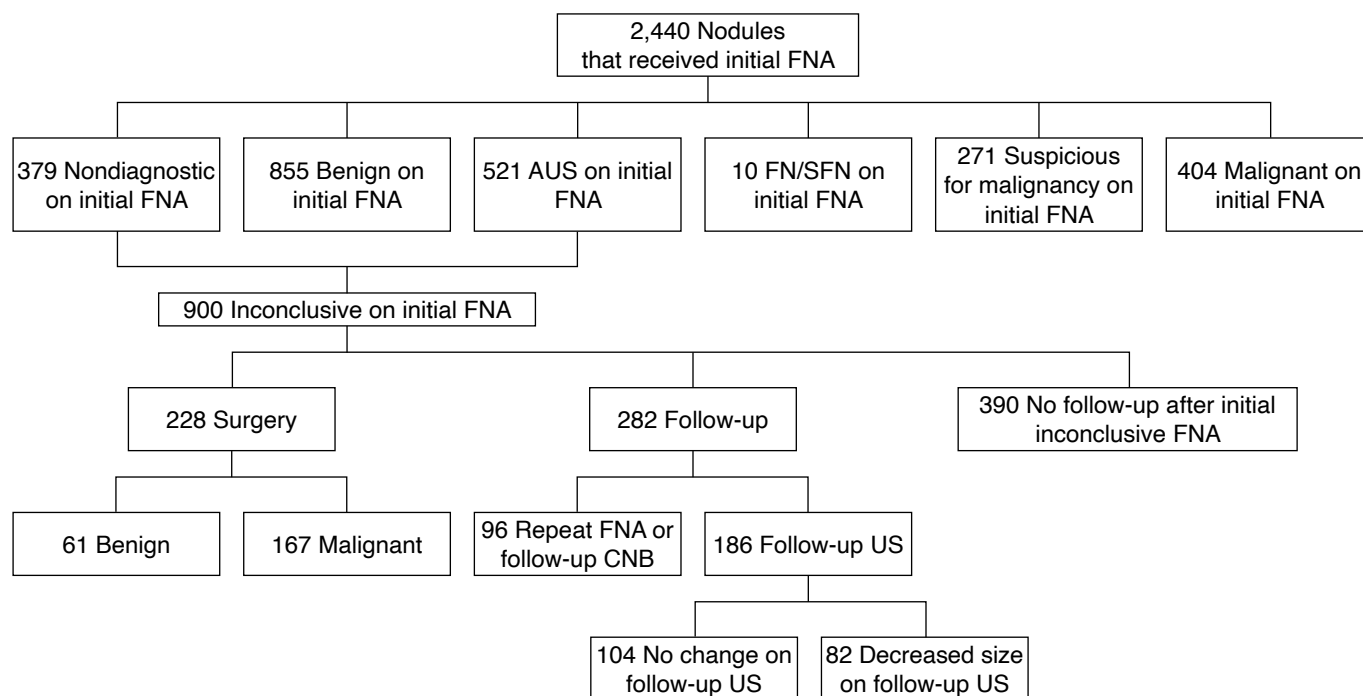 2,440 Nodules
that received initial FNA
379 Nondiagnostic
on initial FNA
855 Benign on
initial FNA
521 AUS on initial
FNA
10 FN/SFN on
initial FNA
271 Suspicious
for malignancy on
initial FNA
404 Malignant on
initial FNA
900 Inconclusive on initial FNA
228 Surgery
282 Follow-up
390 No follow-up after initial
inconclusive FNA
61 Benign
167 Malignant
96 Repeat FNA or
follow-up CNB
186 Follow-up US
104 No change on
follow-up US
82 Decreased size
on follow-up US